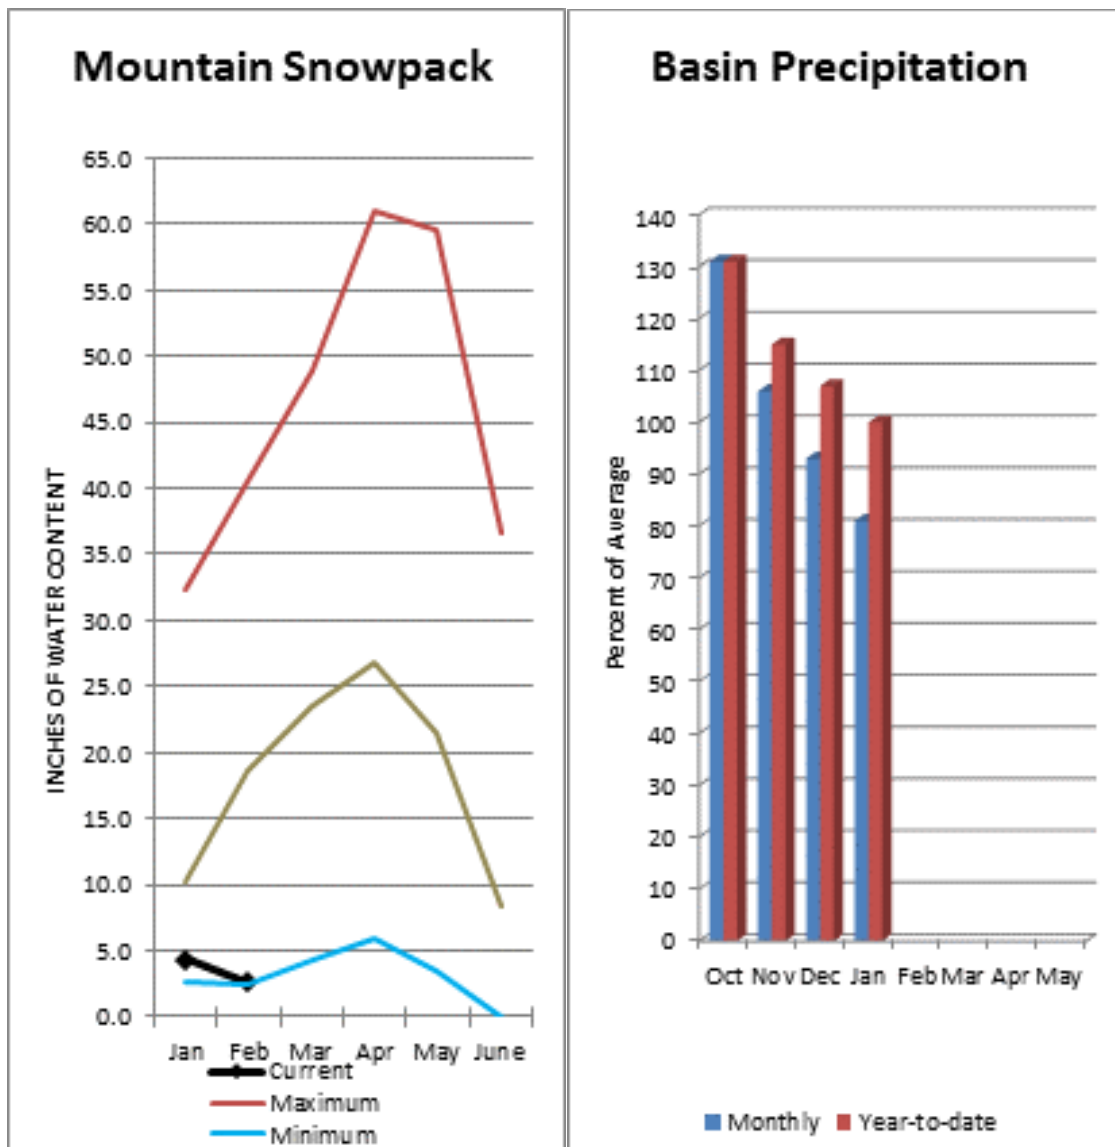 Mountain Snowpack
INCHES OF WATER CONTENT
65.0
60.0
55.0
50.0
45.0
40.0
35.0
30.0
25.0
20.0
15.0
10.0
5.0
0.0
Jan Feb Mar Apr May June
Current
Maximum
Minimum
Basin Precipitation
Percent of Average
140
130
120
110
100
90
80
70
60
50
40
30
20
10
0
Oct Nov Dec Jan Feb Mar Apr May
Monthly Year-to-date